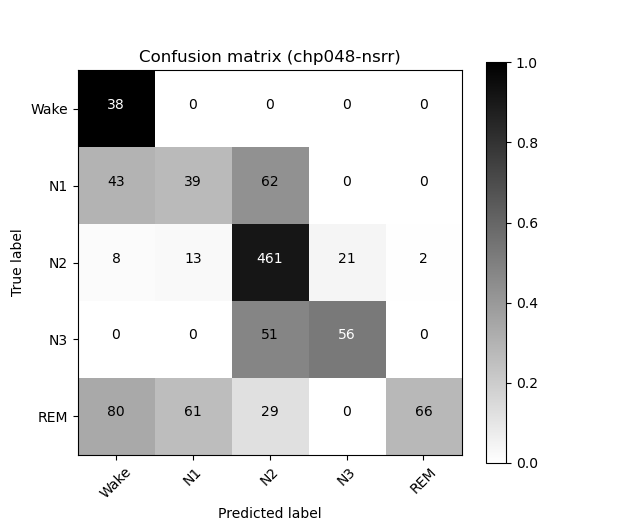 Confusion matrix (chp048-nsrr)
Wake 38 0 0 0 0
N1 43 39 62 0 0
N2 8 13 461 21 2
N3 0 0 51 56 0
REM 80 61 29 0 66
Wake N1 N2 N3 REM
True label
Predicted label
1.0
0.8
0.6
0.4
0.2
0.0